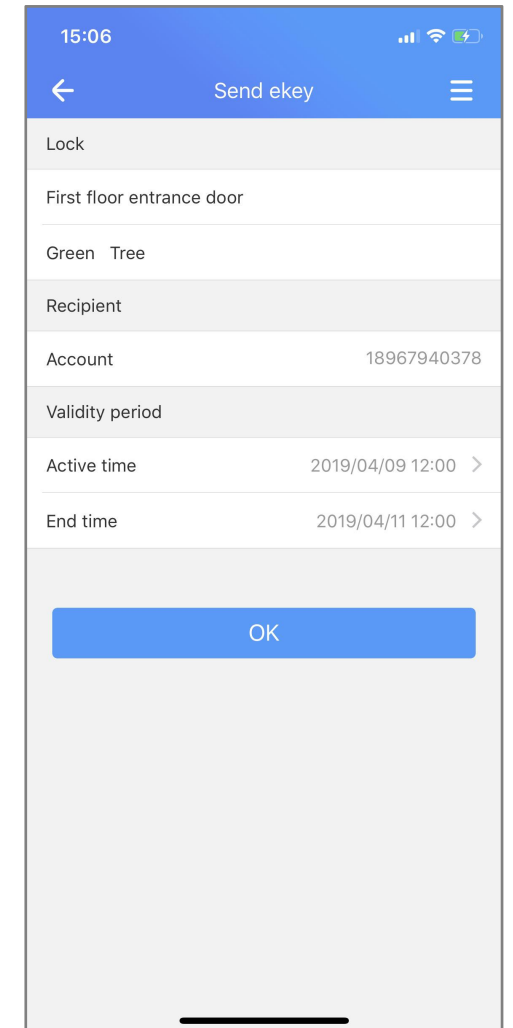 15:06
Send ekey
Lock
First floor entrance door
Green Tree
Recipient
Account 18967940378
Validity period
Active time 2019/04/09 12:00
End time 2019/04/11 12:00
OK